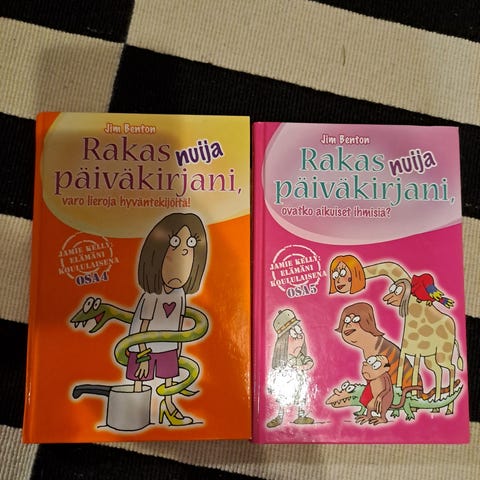 Jim Benton
Rakas nuija
päiväkirjani,
varo lieroja hyväntekijöitä!
JAMIE KELLY:
ELÄMÄNI
KOULULAISENA
OSA 4
Jim Benton
Rakas nuija
päiväkirjani,
ovatko aikuiset ihmisiä?
JAMIE KELLY:
ELÄMÄNI
KOULULAISENA
OSA 5